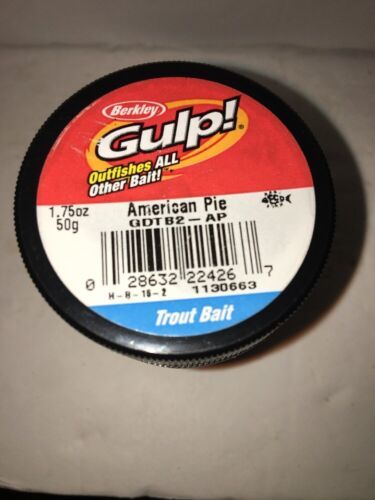 Berkley
Gulp!
Outfishes ALL
Other Bait!
1.75oz
50g
American Pie
GDTB2-AP
0 28632 22426 7
H-B-16-2
1130663
Trout Bait